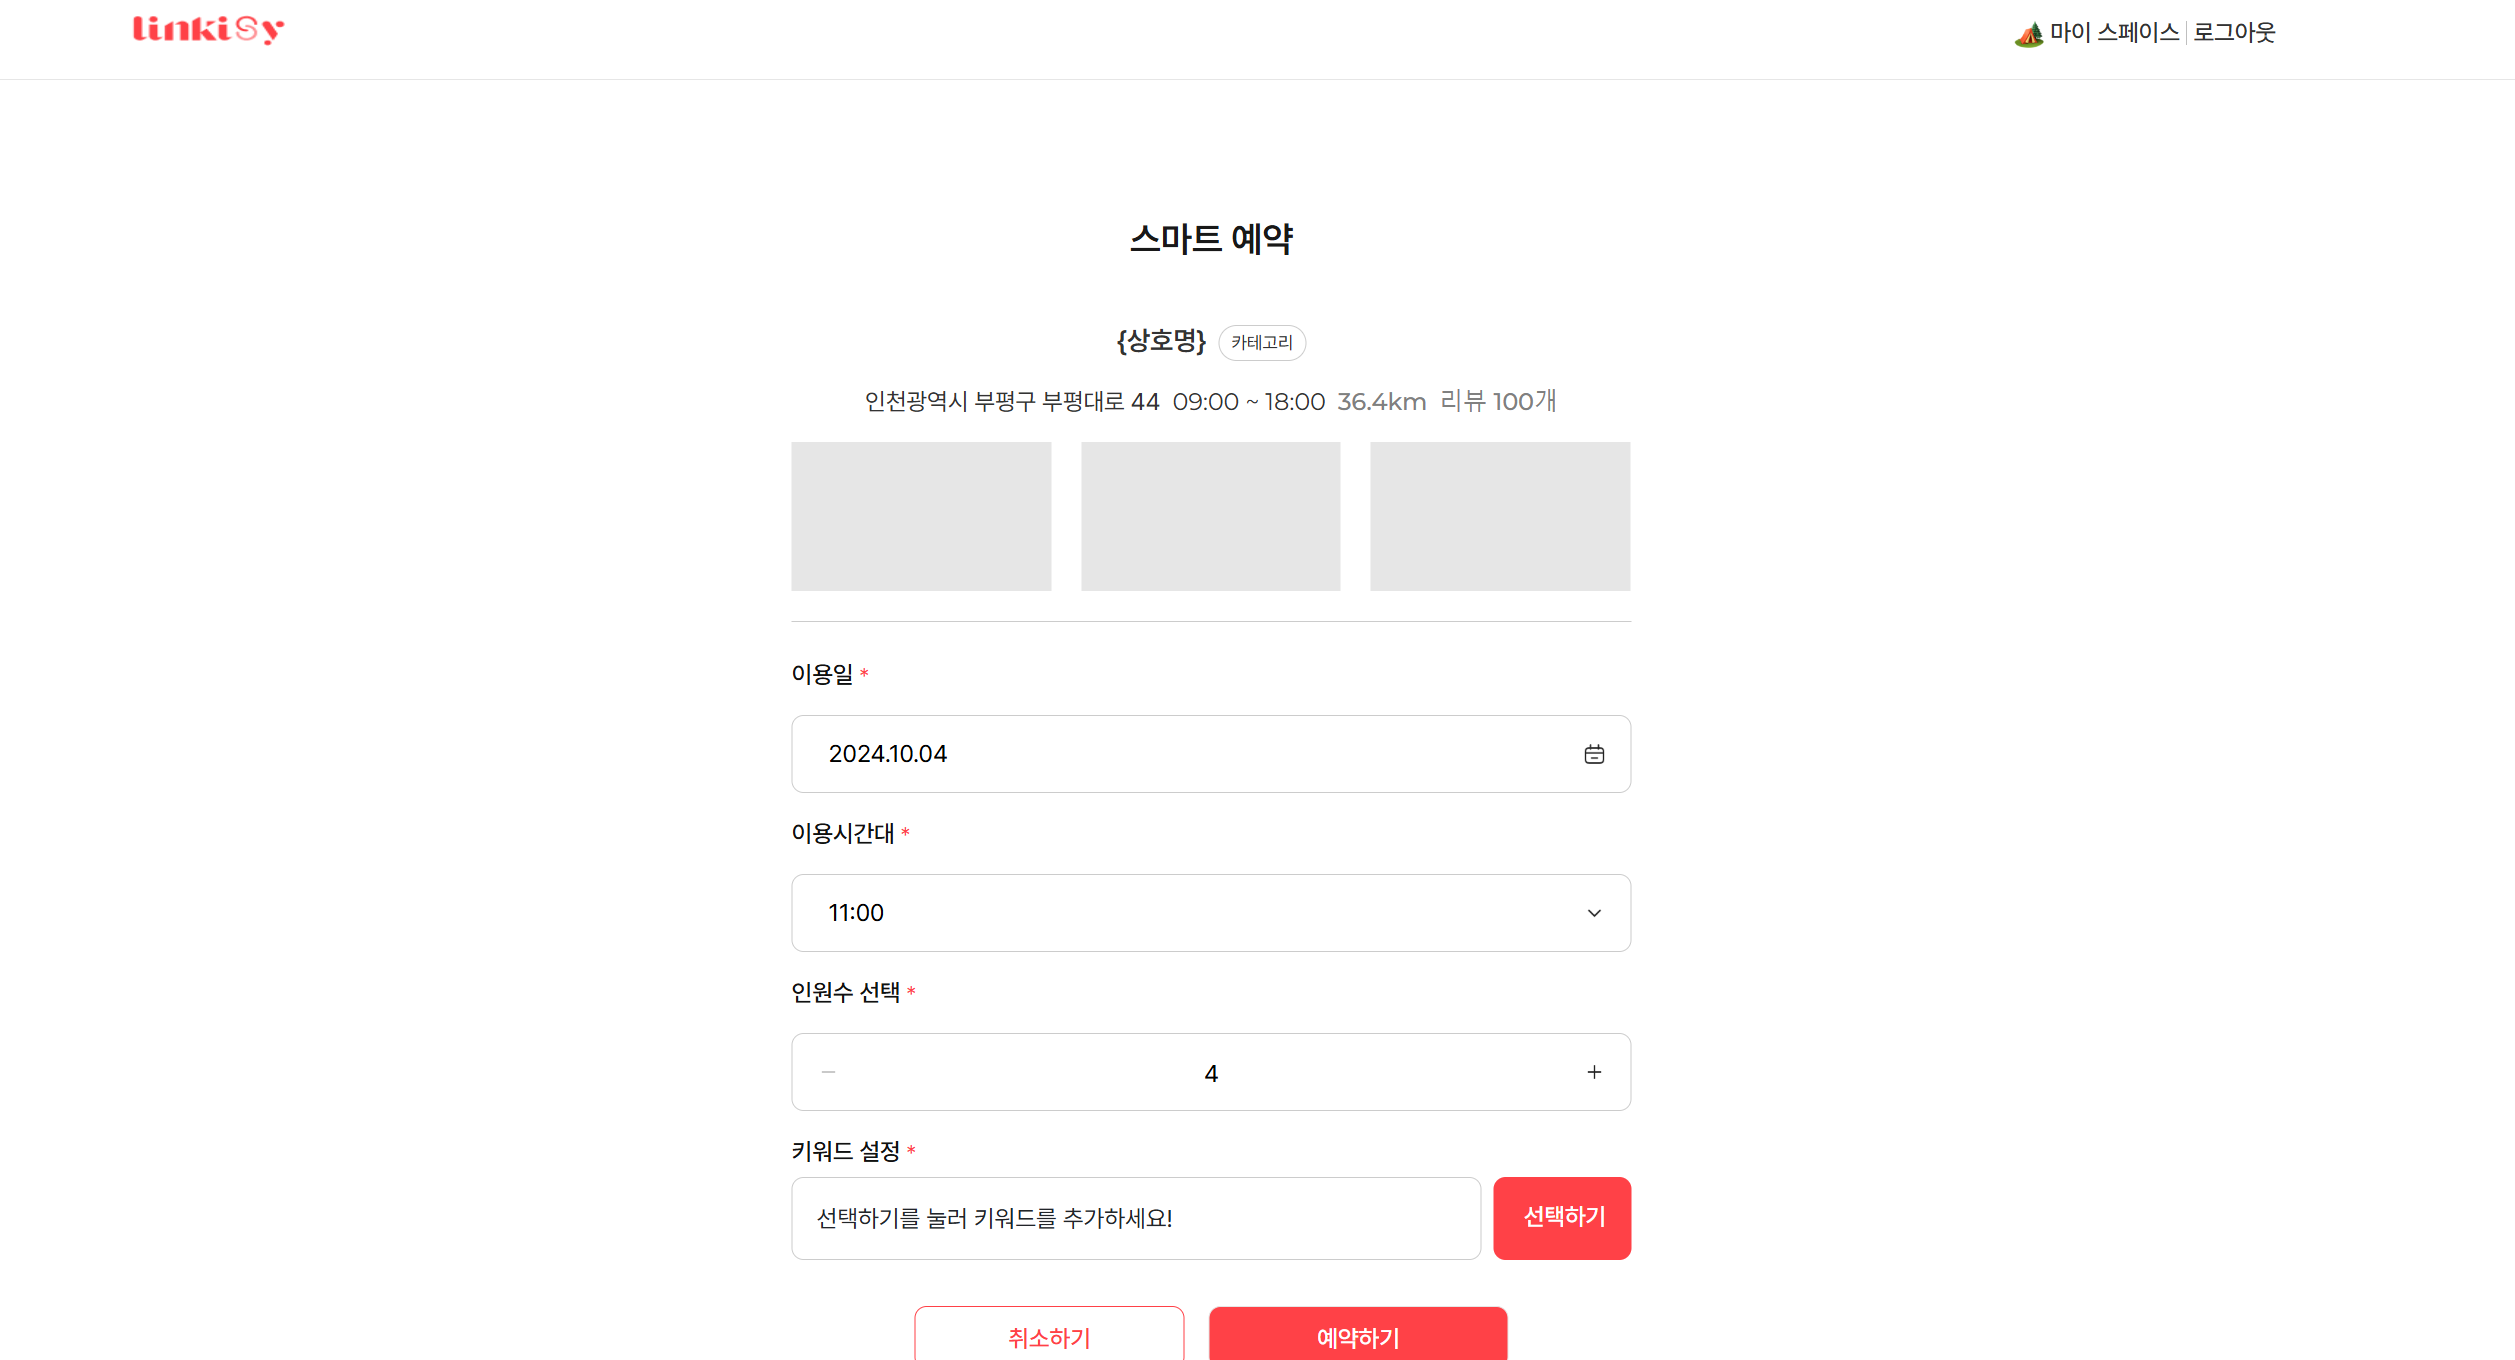 linkiSy
마이 스페이스 | 로그아웃
스마트 예약
{상호명} 카테고리
인천광역시 부평구 부평대로 44 09:00 ~ 18:00 36.4km 리뷰 100개
이용일 *
2024.10.04
이용시간대 *
11:00
인원수 선택 *
− 4 +
키워드 설정 *
선택하기를 눌러 키워드를 추가하세요! 선택하기
취소하기 예약하기